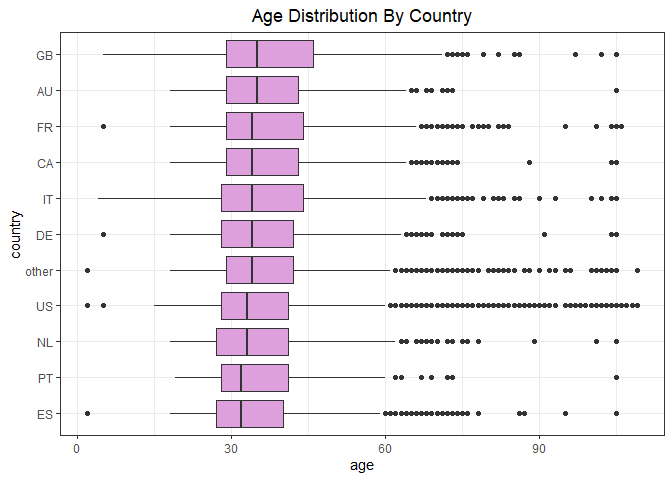 Age Distribution By Country
country
GB
AU
FR
CA
IT
DE
other
US
NL
PT
ES
0 30 60 90
age